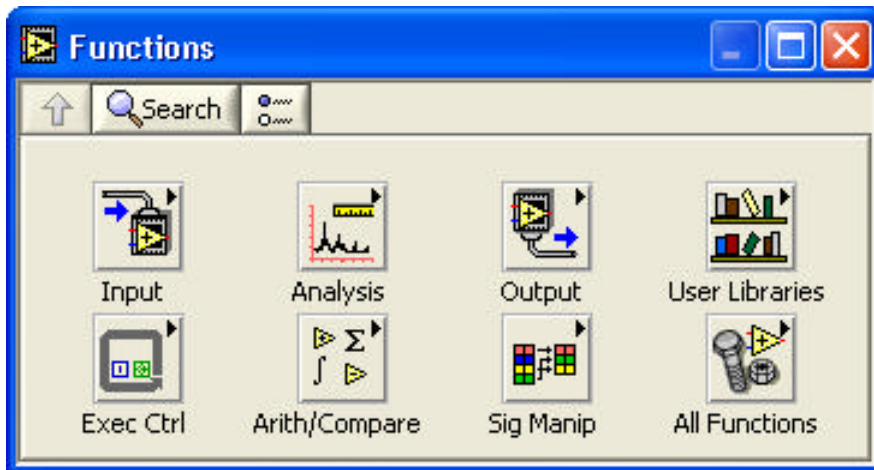 Functions
Search
Input Analysis Output User Libraries
Exec Ctrl Arith/Compare Sig Manip All Functions